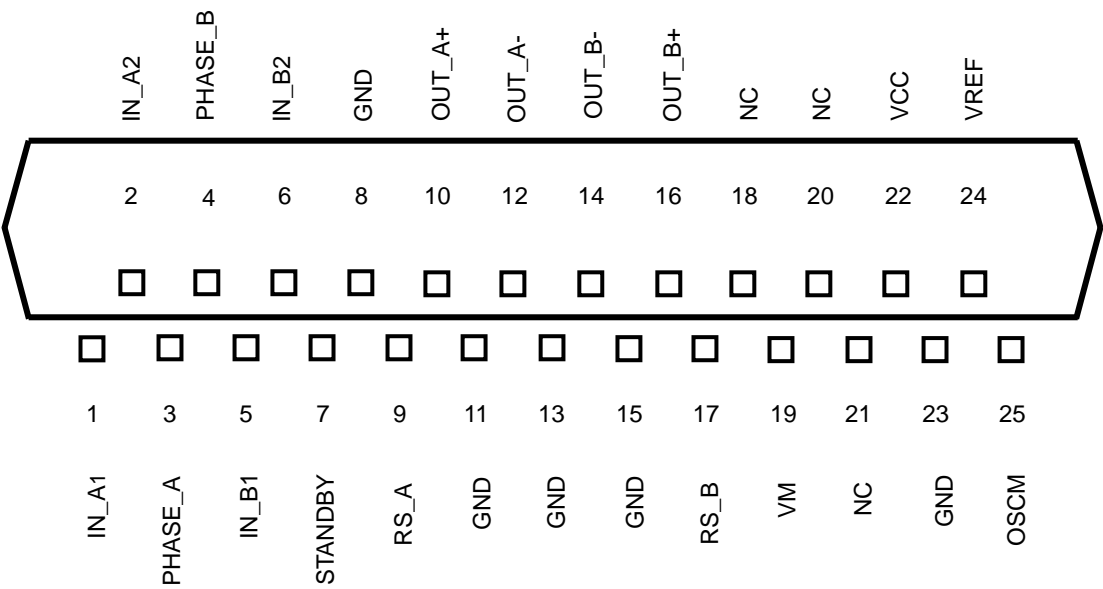 IN_A2
PHASE_B
IN_B2
GND
OUT_A+
OUT_A-
OUT_B-
OUT_B+
NC
NC
VCC
VREF
2 4 6 8 10 12 14 16 18 20 22 24
1 3 5 7 9 11 13 15 17 19 21 23 25
IN_A1
PHASE_A
IN_B1
STANDBY
RS_A
GND
GND
GND
RS_B
VM
NC
GND
OSCM